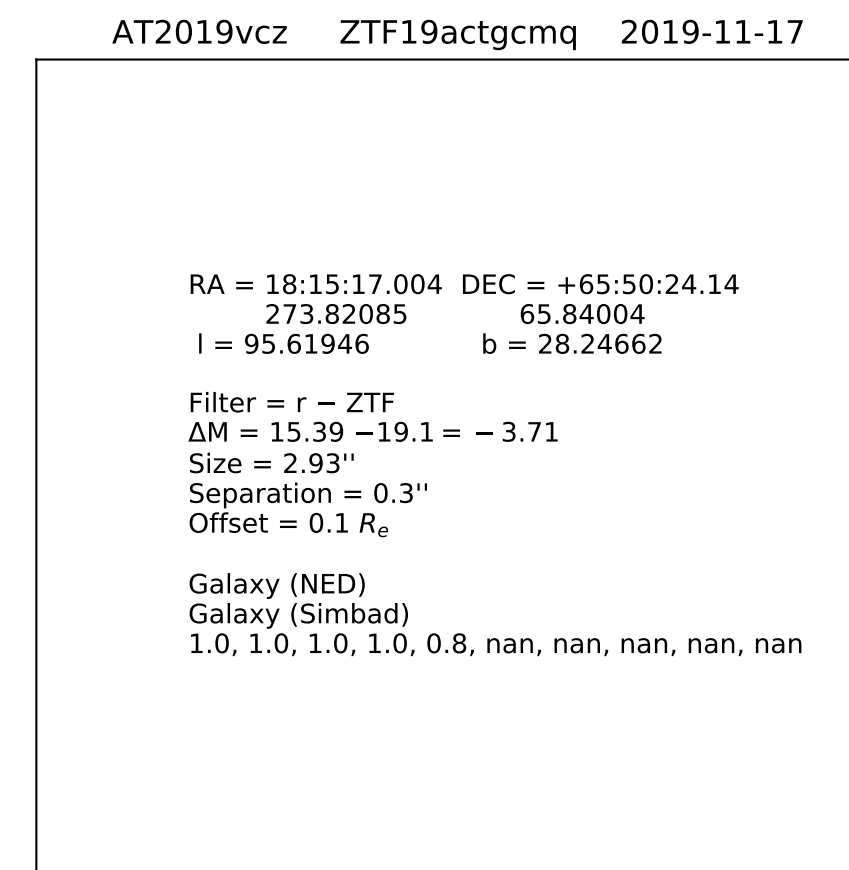 AT2019vcz ZTF19actgcmq 2019-11-17
RA = 18:15:17.004 DEC = +65:50:24.14
273.82085 65.84004
l = 95.61946 b = 28.24662
Filter = r − ZTF
ΔM = 15.39 −19.1 = − 3.71
Size = 2.93''
Separation = 0.3''
Offset = 0.1 Re
Galaxy (NED)
Galaxy (Simbad)
1.0, 1.0, 1.0, 1.0, 0.8, nan, nan, nan, nan, nan